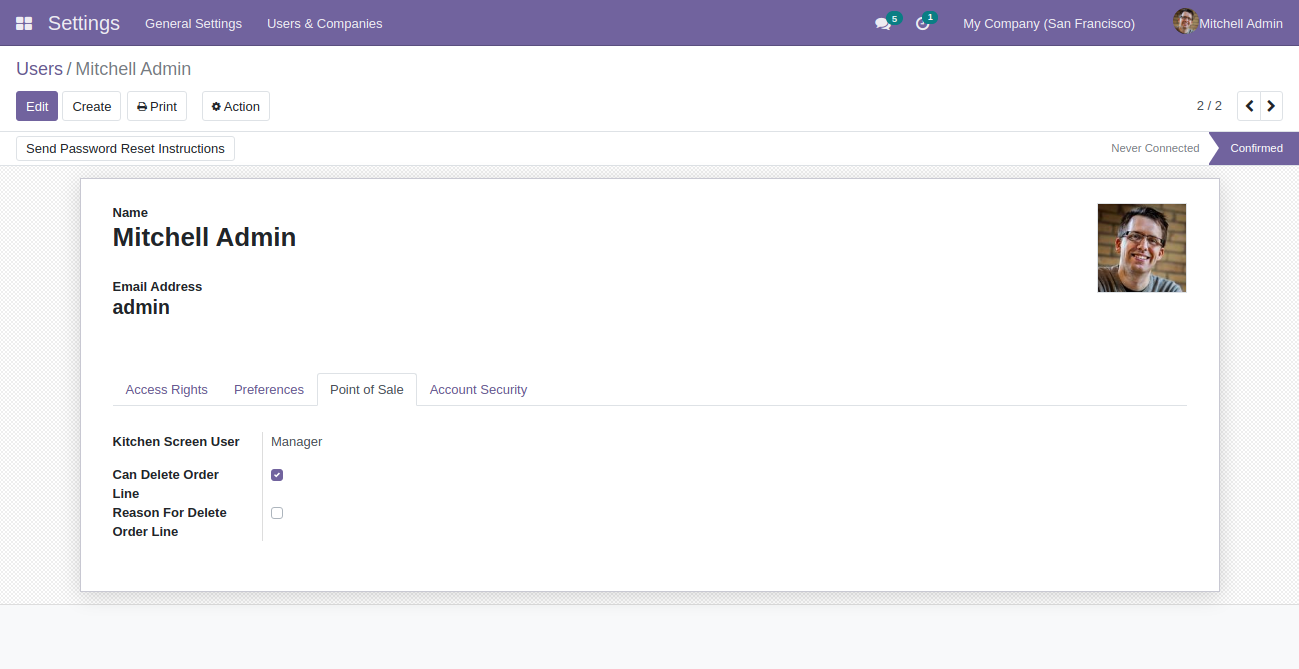 Settings General Settings Users & Companies 5 1 My Company (San Francisco) Mitchell Admin
Users / Mitchell Admin
Edit Create Print Action 2 / 2
Send Password Reset Instructions Never Connected Confirmed
Name
Mitchell Admin
Email Address
admin
Access Rights Preferences Point of Sale Account Security
Kitchen Screen User Manager
Can Delete Order
Line
Reason For Delete
Order Line